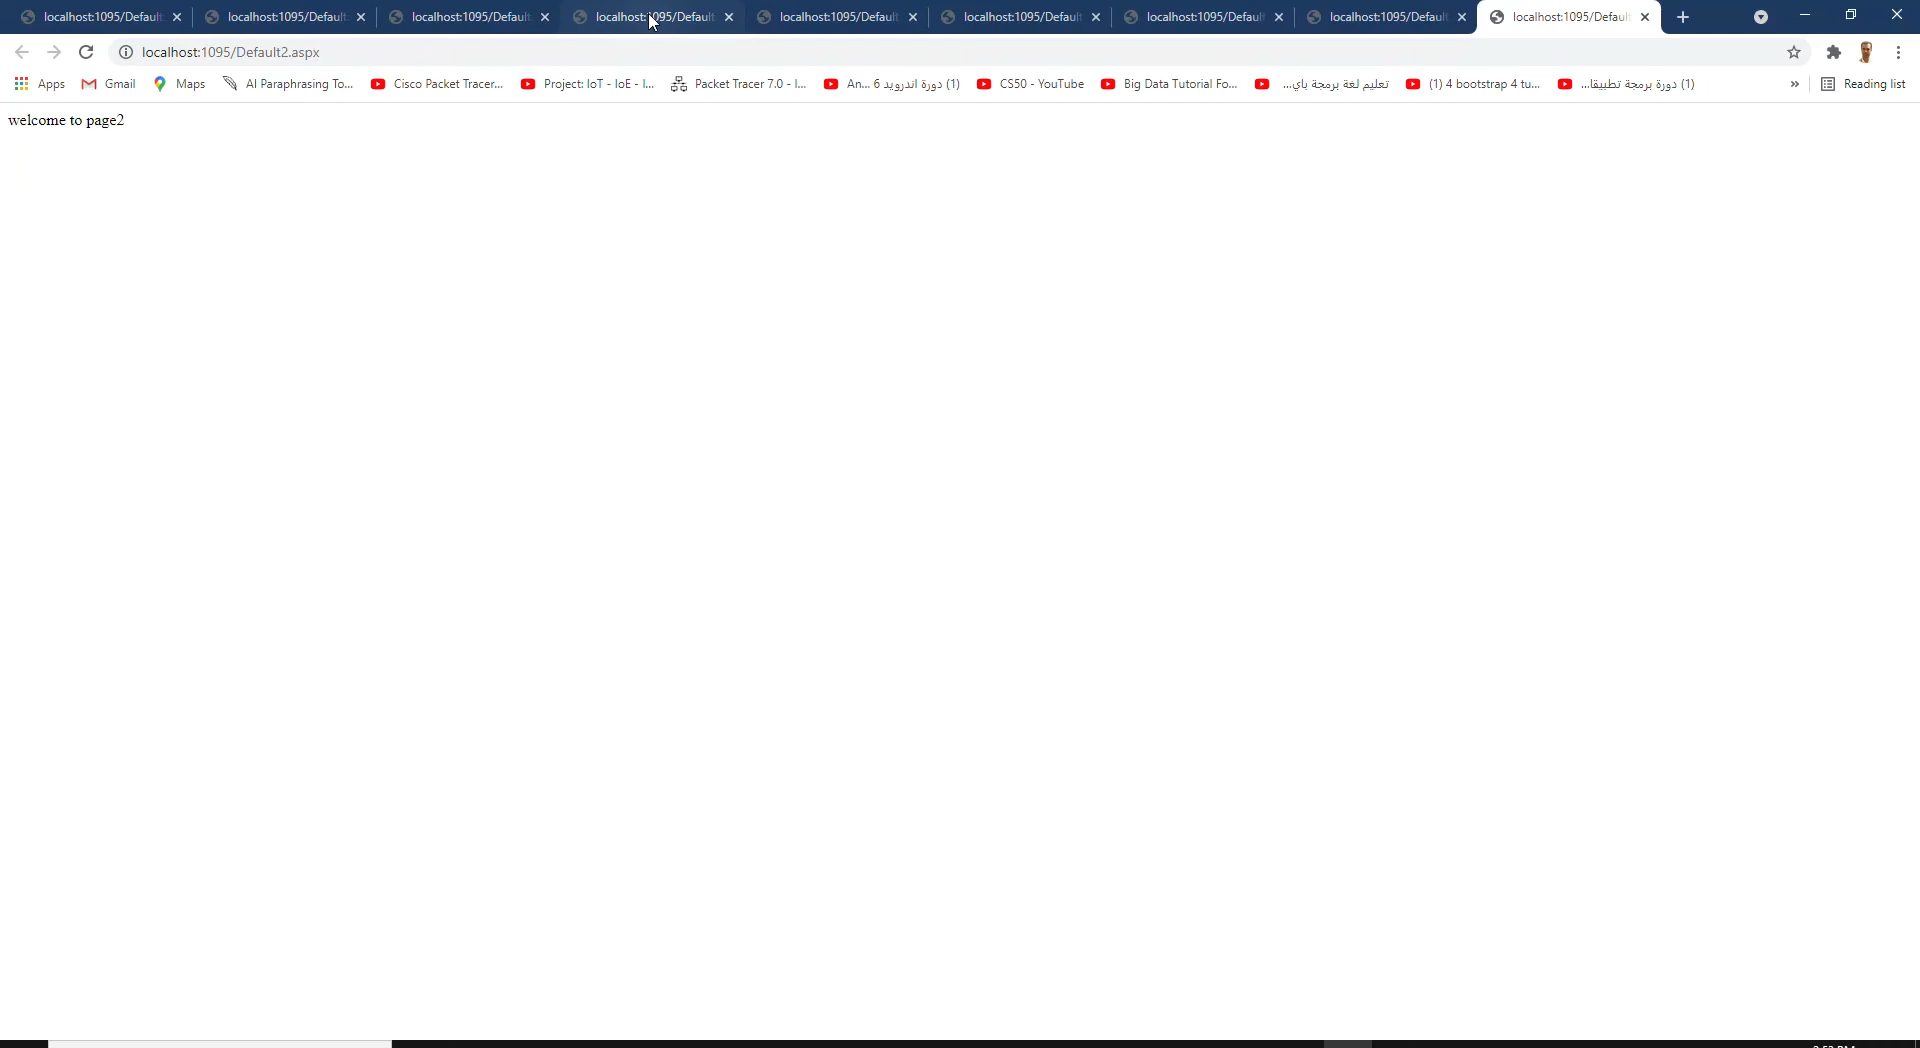 localhost:1095/Default localhost:1095/Default localhost:1095/Default localhost:1095/Default localhost:1095/Default localhost:1095/Default localhost:1095/Default localhost:1095/Default localhost:1095/Default
localhost:1095/Default2.aspx
Apps Gmail Maps AI Paraphrasing To... Cisco Packet Tracer... Project: IoT - IoE - I... Packet Tracer 7.0 - I... (1) دورة اندرويد 6 ...An CS50 - YouTube Big Data Tutorial Fo... تعليم لغة برمجة باي... (1) 4 bootstrap 4 tu... (1) دورة برمجة تطبيقا... » Reading list
welcome to page2